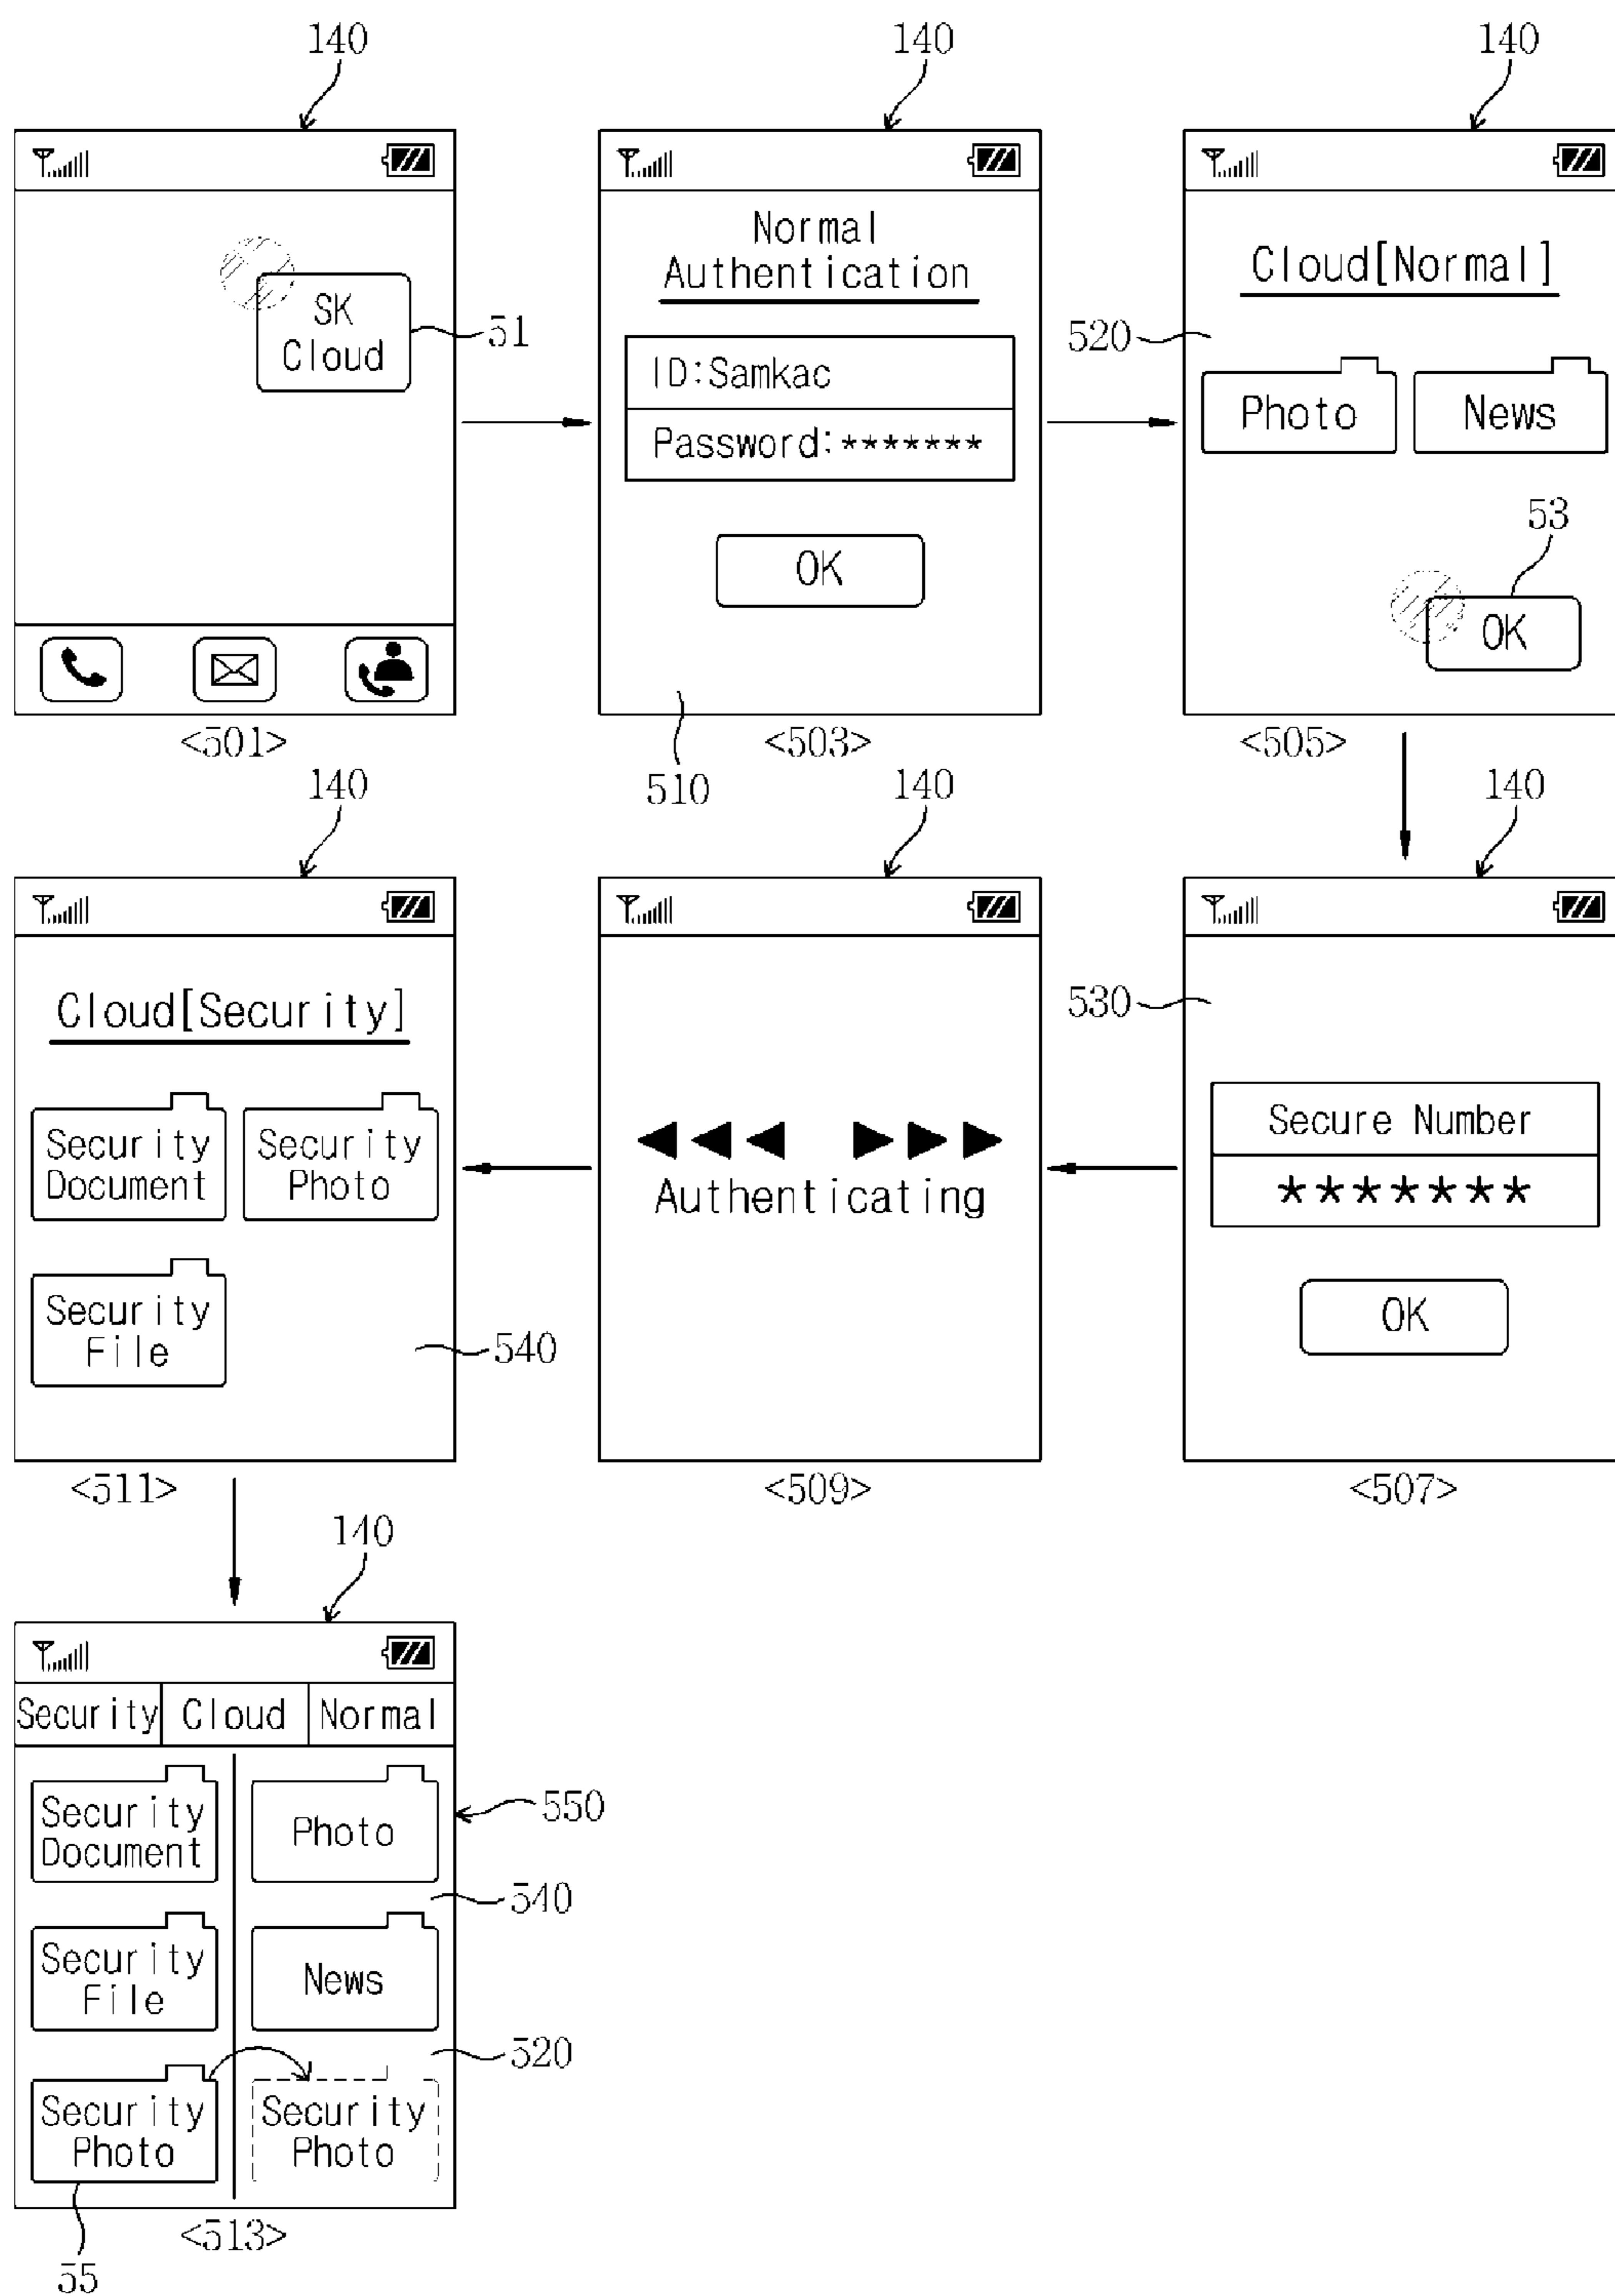 140
140
140
SK
Cloud
51
<501>
Normal
Authentication
ID:Samkac
Password:*******
OK
<503>
510
Cloud[Normal]
520
Photo
News
53
OK
<505>
140
140
140
Cloud[Security]
Security
Document
Security
Photo
Security
File
540
<511>
Authenticating
<509>
530
Secure Number
*******
OK
<507>
140
Security
Cloud
Normal
Security
Document
Photo
550
540
Security
File
News
520
Security
Photo
Security
Photo
<513>
55